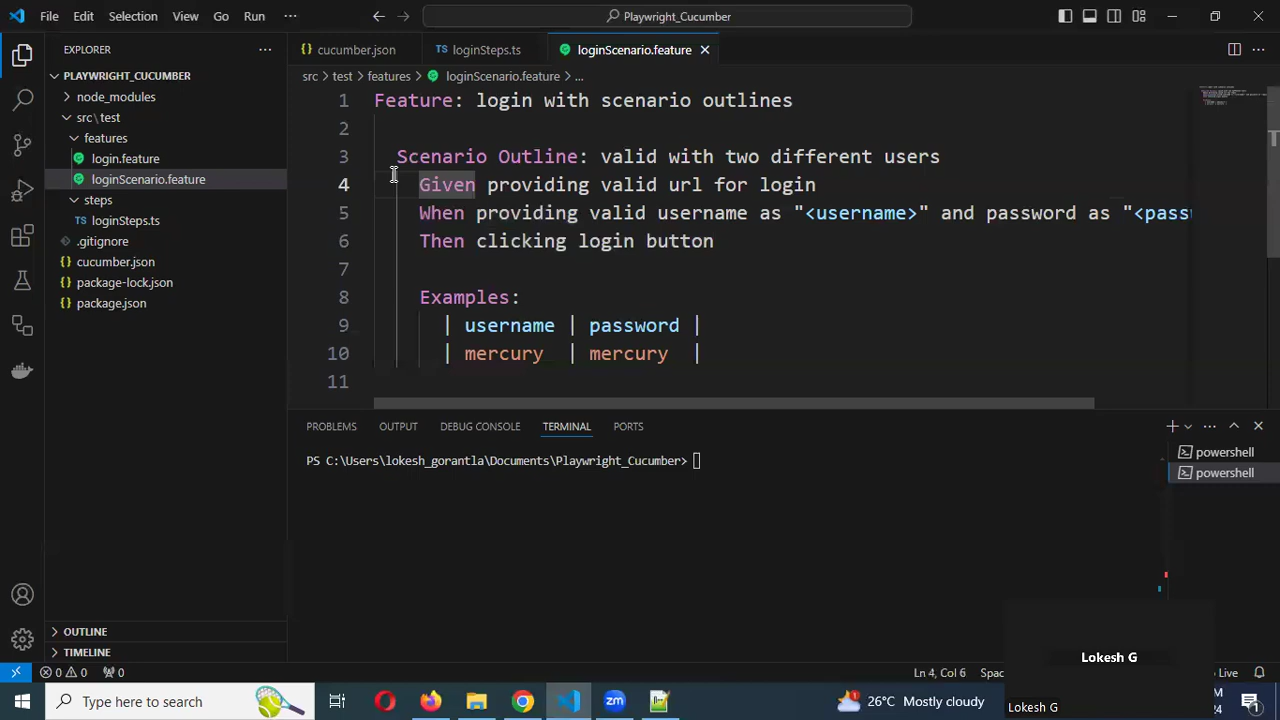 File Edit Selection View Go Run
Playwright_Cucumber
EXPLORER
cucumber.json
loginSteps.ts
loginScenario.feature
PLAYWRIGHT_CUCUMBER
src test features loginScenario.feature ...
node_modules
src\test
features
login.feature
loginScenario.feature
steps
loginSteps.ts
.gitignore
cucumber.json
package-lock.json
package.json
1 Feature: login with scenario outlines
2
3 Scenario Outline: valid with two different users
4 Given providing valid url for login
5 When providing valid username as "<username>" and password as "<pass
6 Then clicking login button
7
8 Examples:
9 | username | password |
10 | mercury | mercury |
11
PROBLEMS OUTPUT DEBUG CONSOLE TERMINAL PORTS
PS C:\Users\lokesh_gorantla\Documents\Playwright_Cucumber>
powershell
powershell
OUTLINE
TIMELINE
Lokesh G
0 0 0
Ln 4, Col 6
Spac
Live
Type here to search
26°C Mostly cloudy
Lokesh G
M
24